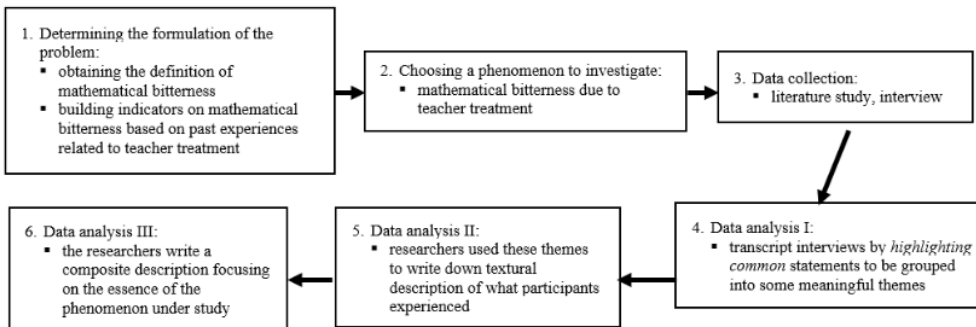 1. Determining the formulation of the
problem:
▪ obtaining the definition of
mathematical bitterness
▪ building indicators on mathematical
bitterness based on past experiences
related to teacher treatment
2. Choosing a phenomenon to investigate:
▪ mathematical bitterness due to
teacher treatment
3. Data collection:
▪ literature study, interview
4. Data analysis I:
▪ transcript interviews by highlighting
common statements to be grouped
into some meaningful themes
5. Data analysis II:
▪ researchers used these themes
to write down textural
description of what participants
experienced
6. Data analysis III:
▪ the researchers write a
composite description focusing
on the essence of the
phenomenon under study